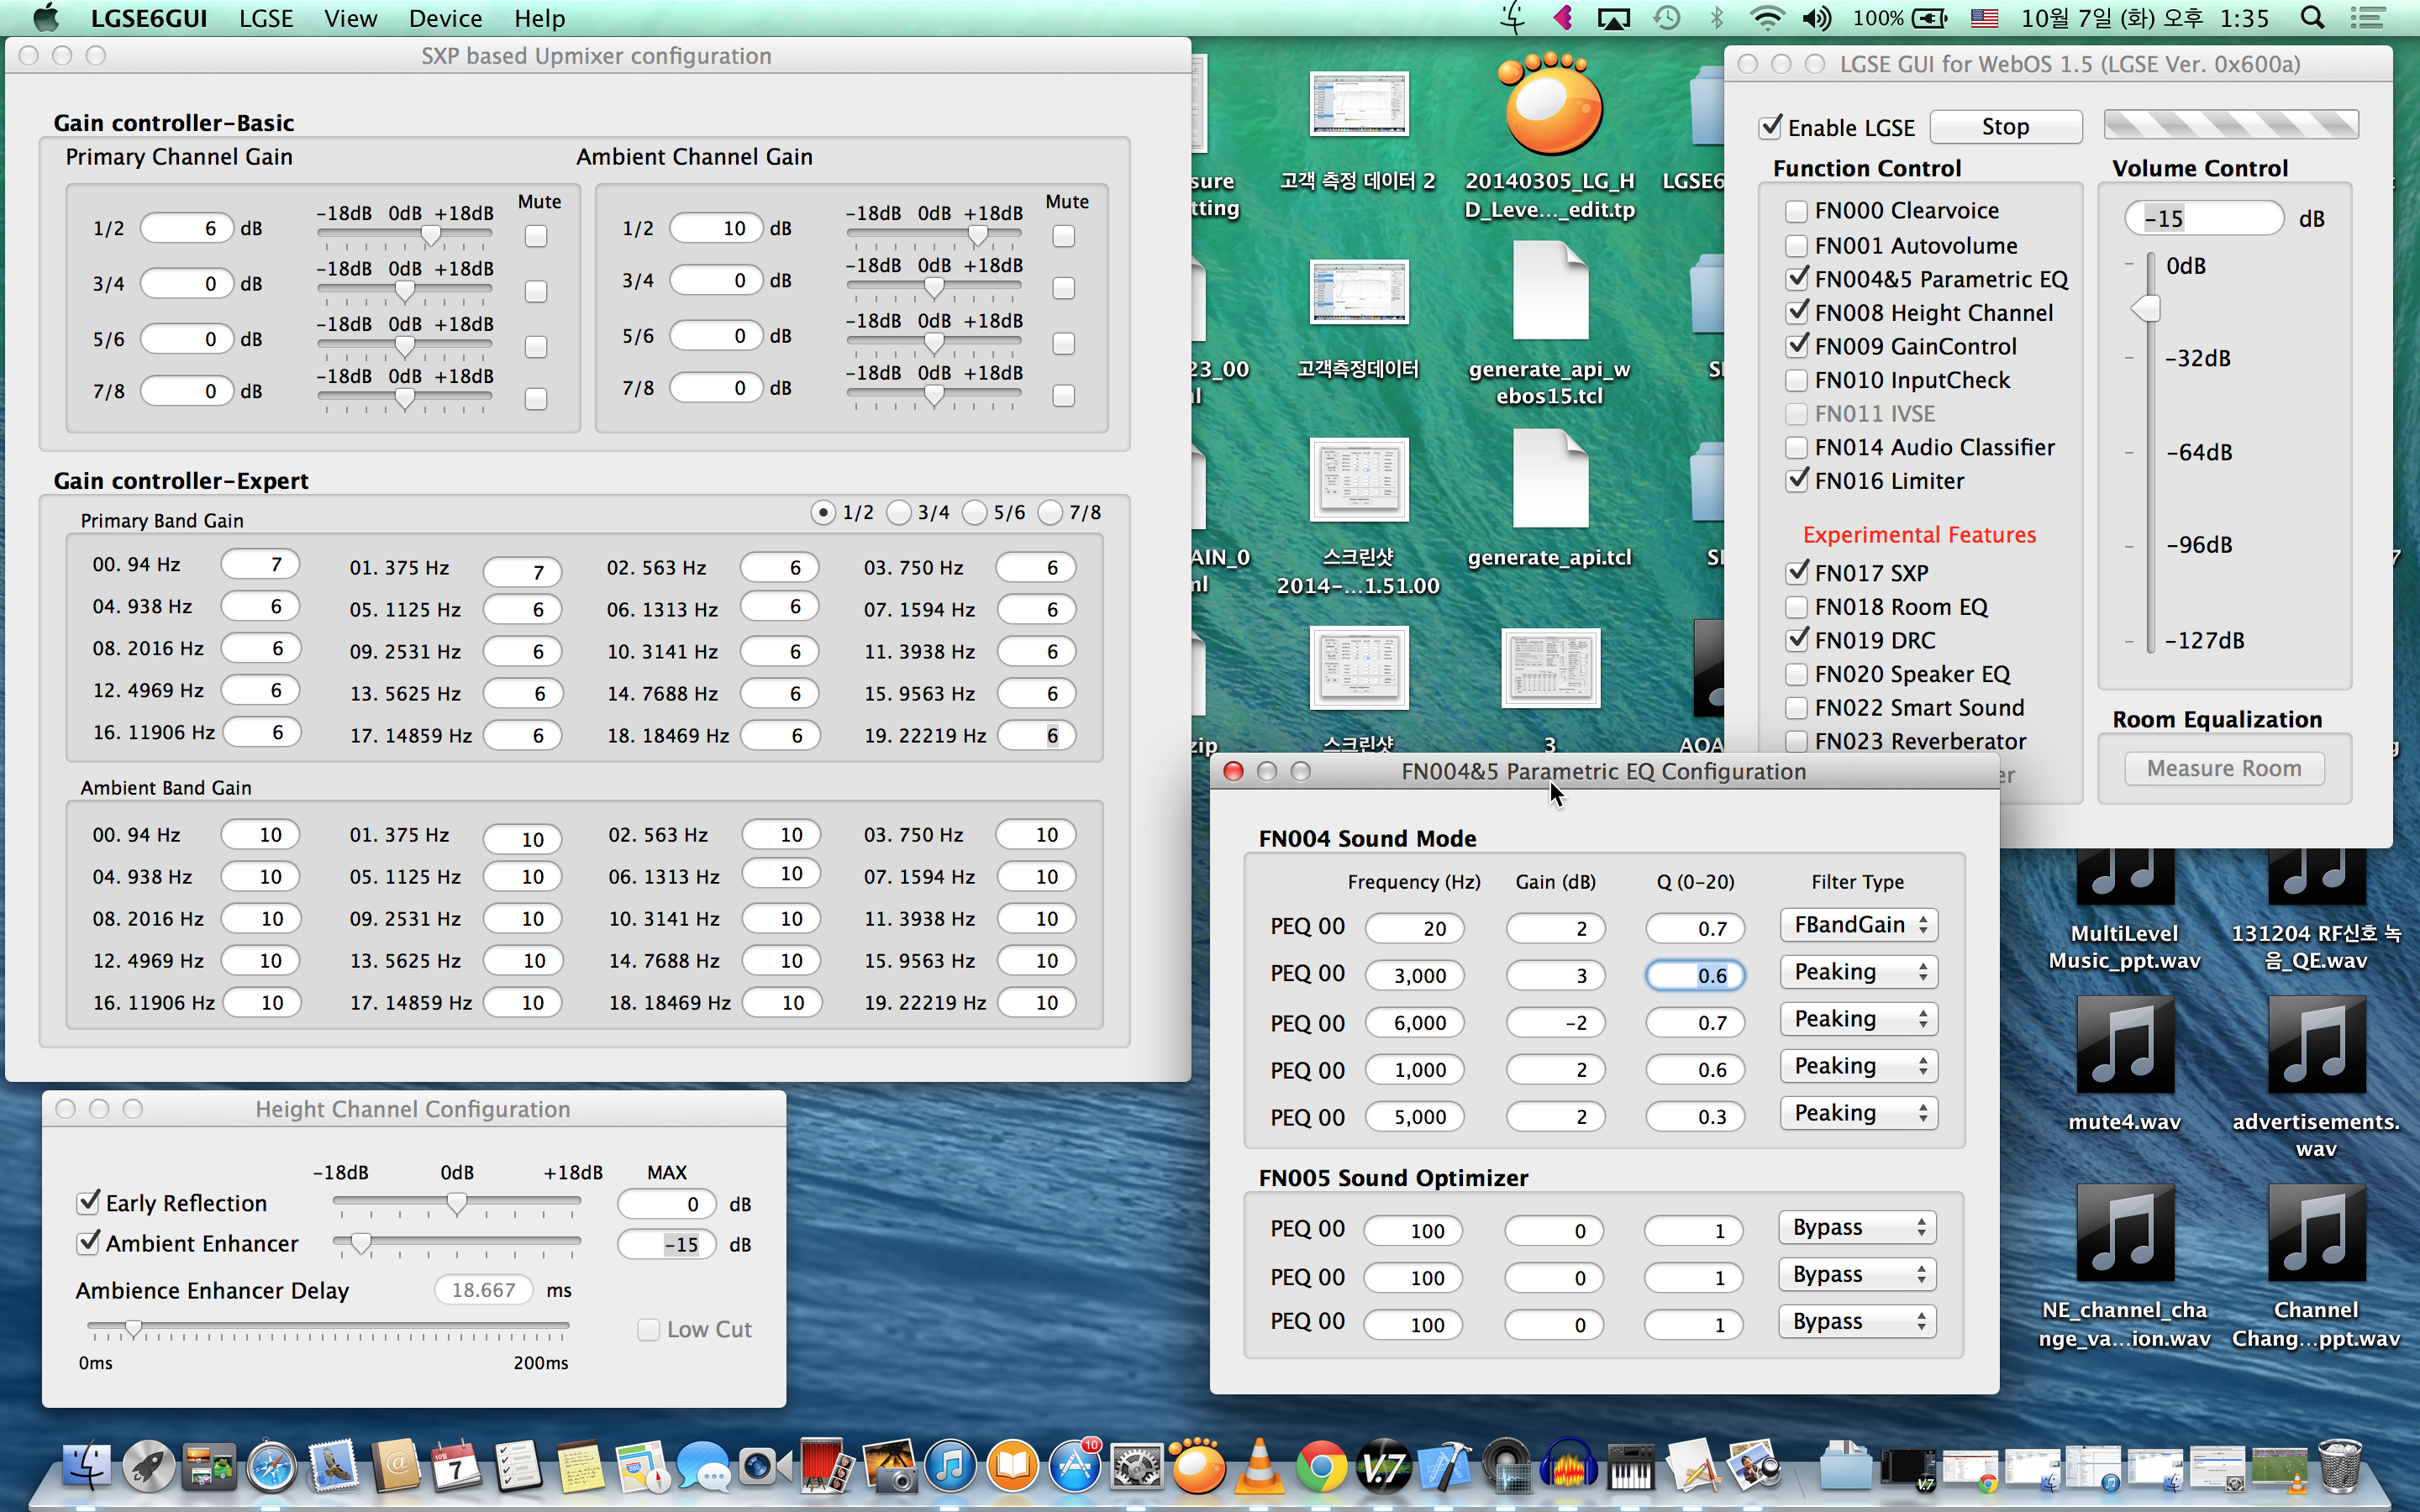 LGSE6GUI LGSE View Device Help
100% 10월 7일 (화) 오후 1:35
SXP based Upmixer configuration
Gain controller-Basic
Primary Channel Gain
Mute
1/2 6 dB -18dB 0dB +18dB
3/4 0 dB -18dB 0dB +18dB
5/6 0 dB -18dB 0dB +18dB
7/8 0 dB -18dB 0dB +18dB
Ambient Channel Gain
Mute
1/2 10 dB -18dB 0dB +18dB
3/4 0 dB -18dB 0dB +18dB
5/6 0 dB -18dB 0dB +18dB
7/8 0 dB -18dB 0dB +18dB
Gain controller-Expert
1/2 3/4 5/6 7/8
Primary Band Gain
00. 94 Hz 7 01. 375 Hz 7 02. 563 Hz 6 03. 750 Hz 6
04. 938 Hz 6 05. 1125 Hz 6 06. 1313 Hz 6 07. 1594 Hz 6
08. 2016 Hz 6 09. 2531 Hz 6 10. 3141 Hz 6 11. 3938 Hz 6
12. 4969 Hz 6 13. 5625 Hz 6 14. 7688 Hz 6 15. 9563 Hz 6
16. 11906 Hz 6 17. 14859 Hz 6 18. 18469 Hz 6 19. 22219 Hz 6
Ambient Band Gain
00. 94 Hz 10 01. 375 Hz 10 02. 563 Hz 10 03. 750 Hz 10
04. 938 Hz 10 05. 1125 Hz 10 06. 1313 Hz 10 07. 1594 Hz 10
08. 2016 Hz 10 09. 2531 Hz 10 10. 3141 Hz 10 11. 3938 Hz 10
12. 4969 Hz 10 13. 5625 Hz 10 14. 7688 Hz 10 15. 9563 Hz 10
16. 11906 Hz 10 17. 14859 Hz 10 18. 18469 Hz 10 19. 22219 Hz 10
Height Channel Configuration
-18dB 0dB +18dB MAX
Early Reflection 0 dB
Ambient Enhancer -15 dB
Ambience Enhancer Delay 18.667 ms
Low Cut
0ms 200ms
sure
tting
고객 측정 데이터 2
20140305_LG_H
D_Leve..._edit.tp
LGSE6
23_00
고객측정데이터
generate_api_w
ebos15.tcl
AIN_0
ml
스크린샷
2014-...1.51.00
generate_api.tcl
zip
스크린샷
3
AOA
LGSE GUI for WebOS 1.5 (LGSE Ver. 0x600a)
Enable LGSE Stop
Function Control
FN000 Clearvoice
FN001 Autovolume
FN004&5 Parametric EQ
FN008 Height Channel
FN009 GainControl
FN010 InputCheck
FN011 IVSE
FN014 Audio Classifier
FN016 Limiter
Experimental Features
FN017 SXP
FN018 Room EQ
FN019 DRC
FN020 Speaker EQ
FN022 Smart Sound
FN023 Reverberator
er
Volume Control
-15 dB
0dB
-32dB
-64dB
-96dB
-127dB
Room Equalization
Measure Room
FN004&5 Parametric EQ Configuration
FN004 Sound Mode
Frequency (Hz) Gain (dB) Q (0-20) Filter Type
PEQ 00 20 2 0.7 FBandGain
PEQ 00 3,000 3 0.6 Peaking
PEQ 00 6,000 -2 0.7 Peaking
PEQ 00 1,000 2 0.6 Peaking
PEQ 00 5,000 2 0.3 Peaking
FN005 Sound Optimizer
PEQ 00 100 0 1 Bypass
PEQ 00 100 0 1 Bypass
PEQ 00 100 0 1 Bypass
MultiLevel
Music_ppt.wav
131204 RF신호 녹
음_QE.wav
mute4.wav
advertisements.
wav
NE_channel_cha
nge_va...ion.wav
Channel
Chang...ppt.wav
7
10
V.7